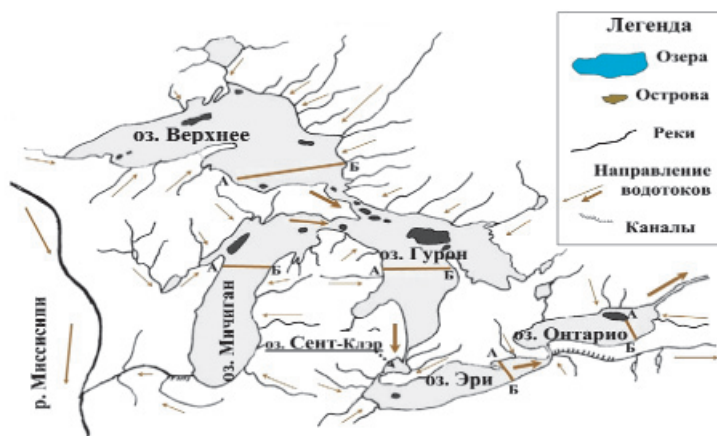 Легенда
Озера
Острова
Реки
Направление
водотоков
Каналы
оз. Верхнее
А
Б
оз. Гурон
А
Б
А
Б
оз. Мичиган
р. Миссисипи
оз. Сент-Клэр
оз. Онтарио
А
Б
оз. Эри
А
Б